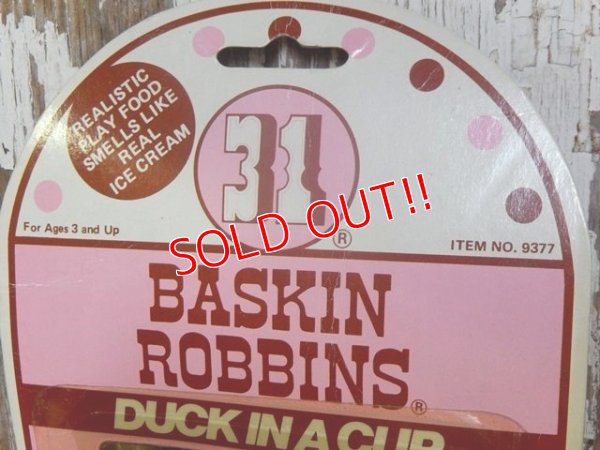 REALISTIC
PLAY FOOD
SMELLS LIKE
REAL
ICE CREAM
31
®
For Ages 3 and Up
SOLD OUT!!
ITEM NO. 9377
BASKIN
ROBBINS®
DUCK IN A CUP